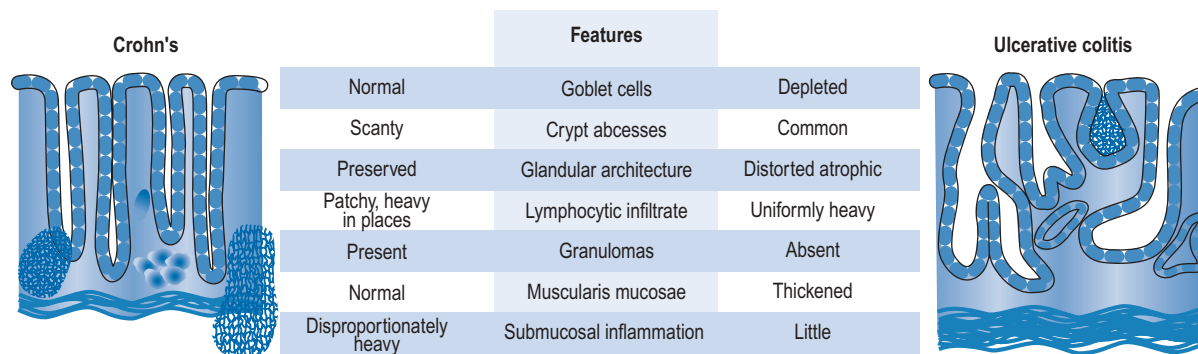 Crohn's
Features
Ulcerative colitis
Normal Goblet cells Depleted
Scanty Crypt abcesses Common
Preserved Glandular architecture Distorted atrophic
Patchy, heavy
in places Lymphocytic infiltrate Uniformly heavy
Present Granulomas Absent
Normal Muscularis mucosae Thickened
Disproportionately
heavy Submucosal inflammation Little